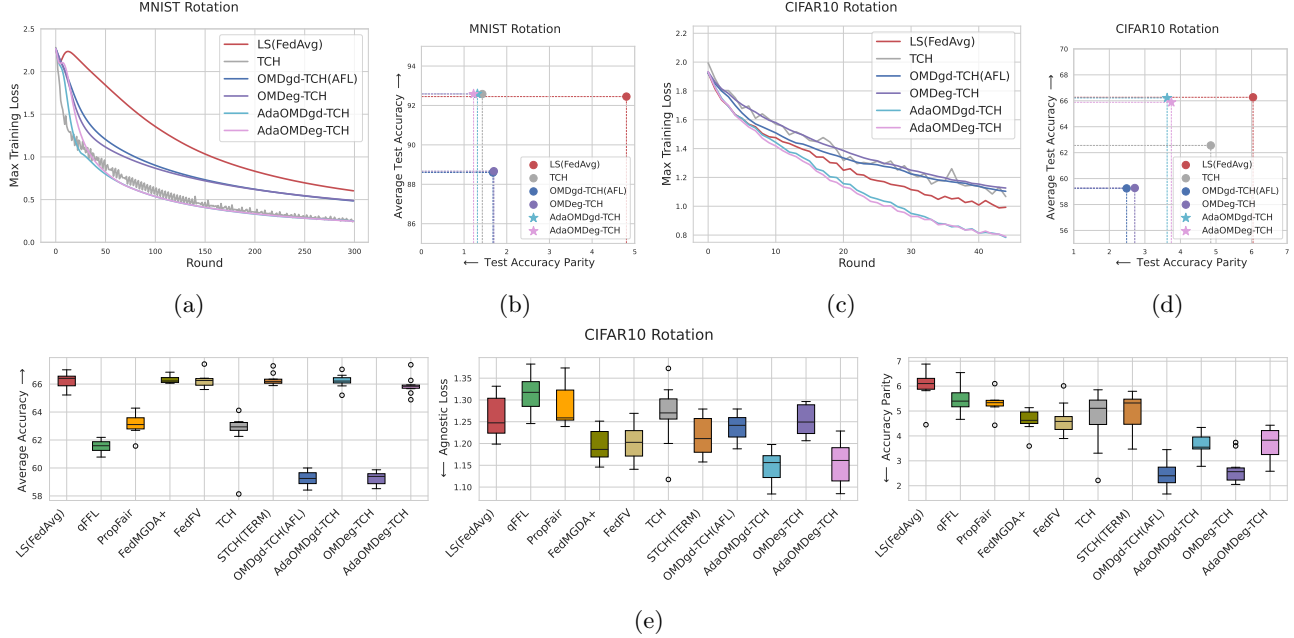 MNIST Rotation
Max Training Loss
2.5
2.0
1.5
1.0
0.5
0.0
0
50
100
150
200
250
300
Round
LS(FedAvg)
TCH
OMDgd-TCH(AFL)
OMDeg-TCH
AdaOMDgd-TCH
AdaOMDeg-TCH
(a)
MNIST Rotation
Average Test Accuracy ⟶
94
92
90
88
86
0
1
2
3
4
5
⟵ Test Accuracy Parity
LS(FedAvg)
TCH
OMDgd-TCH(AFL)
OMDeg-TCH
AdaOMDgd-TCH
AdaOMDeg-TCH
(b)
CIFAR10 Rotation
Max Training Loss
2.2
2.0
1.8
1.6
1.4
1.2
1.0
0.8
0
10
20
30
40
Round
LS(FedAvg)
TCH
OMDgd-TCH(AFL)
OMDeg-TCH
AdaOMDgd-TCH
AdaOMDeg-TCH
(c)
CIFAR10 Rotation
Average Test Accuracy ⟶
70
68
66
64
62
60
58
56
1
2
3
4
5
6
7
⟵ Test Accuracy Parity
LS(FedAvg)
TCH
OMDgd-TCH(AFL)
OMDeg-TCH
AdaOMDgd-TCH
AdaOMDeg-TCH
(d)
CIFAR10 Rotation
Average Accuracy ⟶
66
64
62
60
58
LS(FedAvg)
qFFL
PropFair
FedMGDA+
FedFV
TCH
STCH(TERM)
OMDgd-TCH(AFL)
AdaOMDgd-TCH
OMDeg-TCH
AdaOMDeg-TCH
⟵ Agnostic Loss
1.35
1.30
1.25
1.20
1.15
1.10
LS(FedAvg)
qFFL
PropFair
FedMGDA+
FedFV
TCH
STCH(TERM)
OMDgd-TCH(AFL)
AdaOMDgd-TCH
OMDeg-TCH
AdaOMDeg-TCH
⟵ Accuracy Parity
7
6
5
4
3
2
LS(FedAvg)
qFFL
PropFair
FedMGDA+
FedFV
TCH
STCH(TERM)
OMDgd-TCH(AFL)
AdaOMDgd-TCH
OMDeg-TCH
AdaOMDeg-TCH
(e)